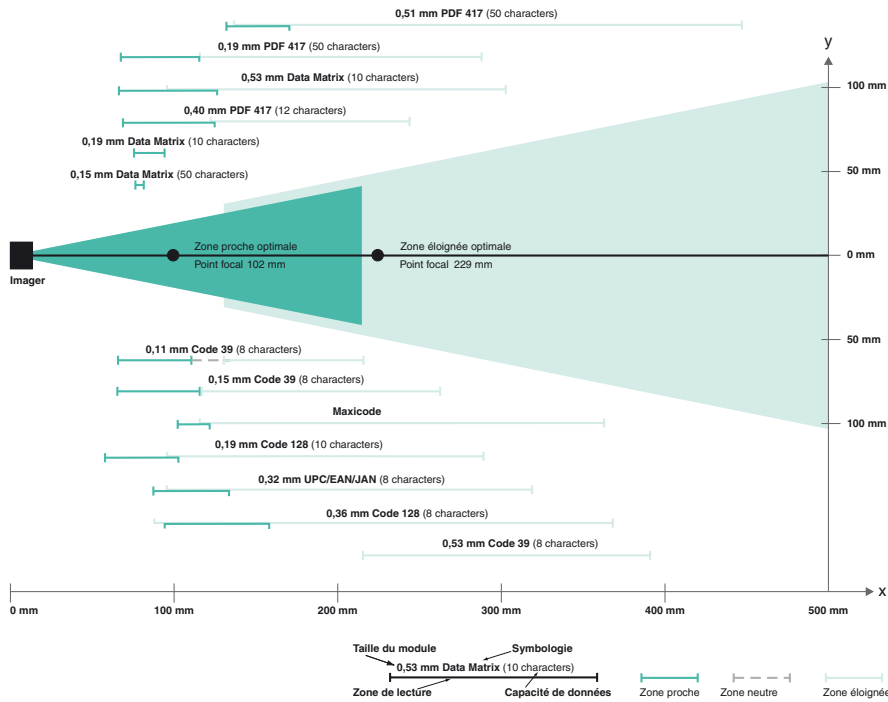 0,51 mm PDF 417 (50 characters)
0,19 mm PDF 417 (50 characters)
y
0,53 mm Data Matrix (10 characters)
100 mm
0,40 mm PDF 417 (12 characters)
0,19 mm Data Matrix (10 characters)
50 mm
0,15 mm Data Matrix (50 characters)
Zone proche optimale
Zone éloignée optimale
0 mm
Point focal 102 mm
Point focal 229 mm
Imager
50 mm
0,11 mm Code 39 (8 characters)
0,15 mm Code 39 (8 characters)
Maxicode
100 mm
0,19 mm Code 128 (10 characters)
0,32 mm UPC/EAN/JAN (8 characters)
0,36 mm Code 128 (8 characters)
0,53 mm Code 39 (8 characters)
x
0 mm
100 mm
200 mm
300 mm
400 mm
500 mm
Taille du module
Symbologie
0,53 mm Data Matrix (10 characters)
Zone de lecture
Capacité de données
Zone proche
Zone neutre
Zone éloignée